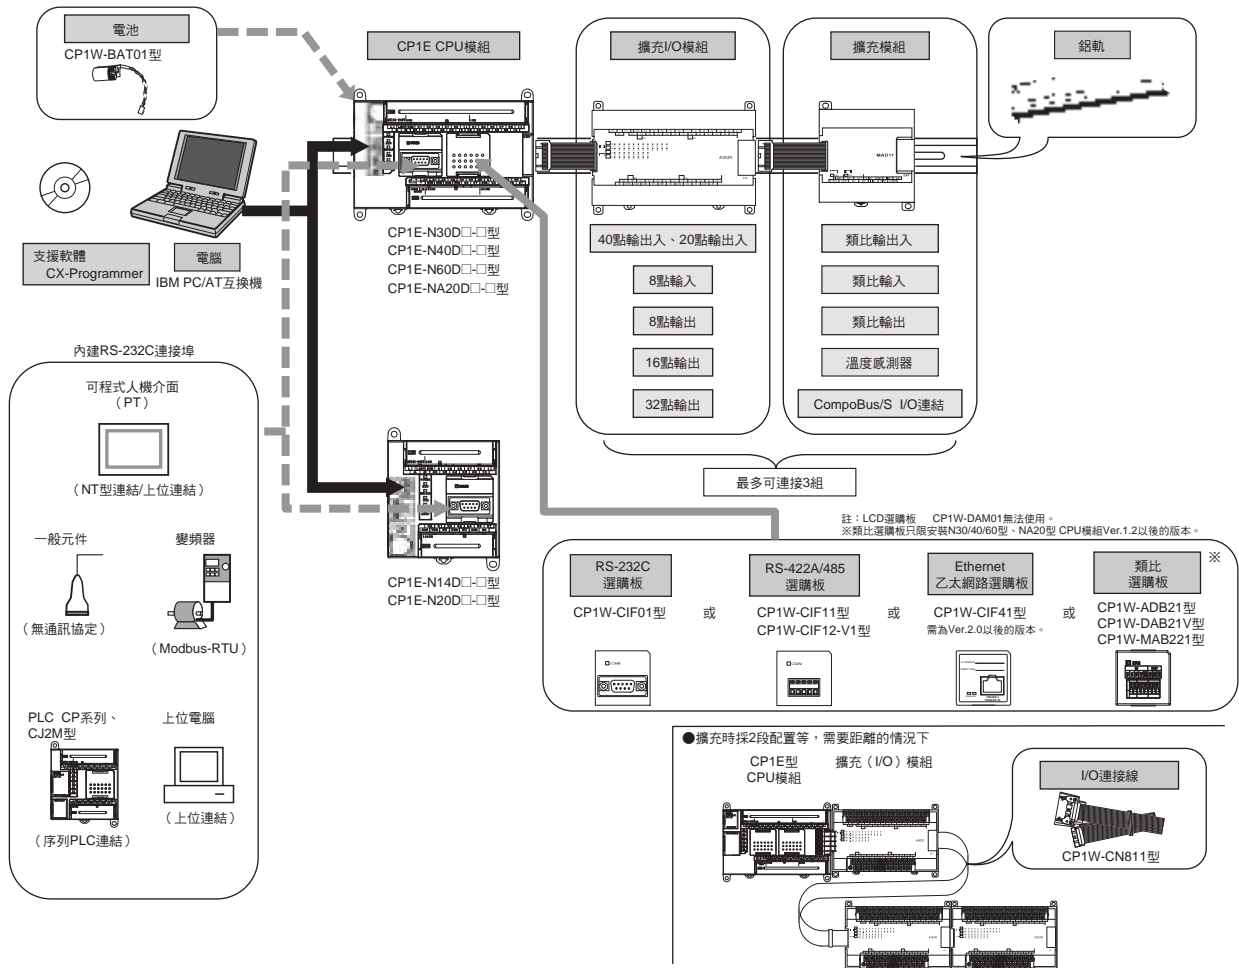 電池
CP1W-BAT01型
CP1E CPU模組
擴充I/O模組
擴充模組
鋁軌
MAD11
支援軟體
CX-Programmer
電腦
IBM PC/AT互換機
CP1E-N30D□-□型
CP1E-N40D□-□型
CP1E-N60D□-□型
CP1E-NA20D□-□型
40點輸出入、20點輸出入
8點輸入
8點輸出
16點輸出
32點輸出
類比輸出入
類比輸入
類比輸出
溫度感測器
CompoBus/S I/O連結
最多可連接3組
內建RS-232C連接埠
可程式人機介面
（PT）
（NT型連結/上位連結）
一般元件
變頻器
（無通訊協定）
（Modbus-RTU）
PLC CP系列、
CJ2M型
上位電腦
（序列PLC連結）
（上位連結）
CP1E-N14D□-□型
CP1E-N20D□-□型
註：LCD選購板 CP1W-DAM01無法使用。
※類比選購板只限安裝N30/40/60型、NA20型 CPU模組Ver.1.2以後的版本。
RS-232C
選購板
CP1W-CIF01型
或
RS-422A/485
選購板
CP1W-CIF11型
CP1W-CIF12-V1型
或
Ethernet
乙太網路選購板
CP1W-CIF41型
需為Ver.2.0以後的版本。
或
類比
選購板
※
CP1W-ADB21型
CP1W-DAB21V型
CP1W-MAB221型
COMM
COMM
●擴充時採2段配置等，需要距離的情況下
CP1E型
CPU模組
擴充（I/O）模組
I/O連接線
CP1W-CN811型